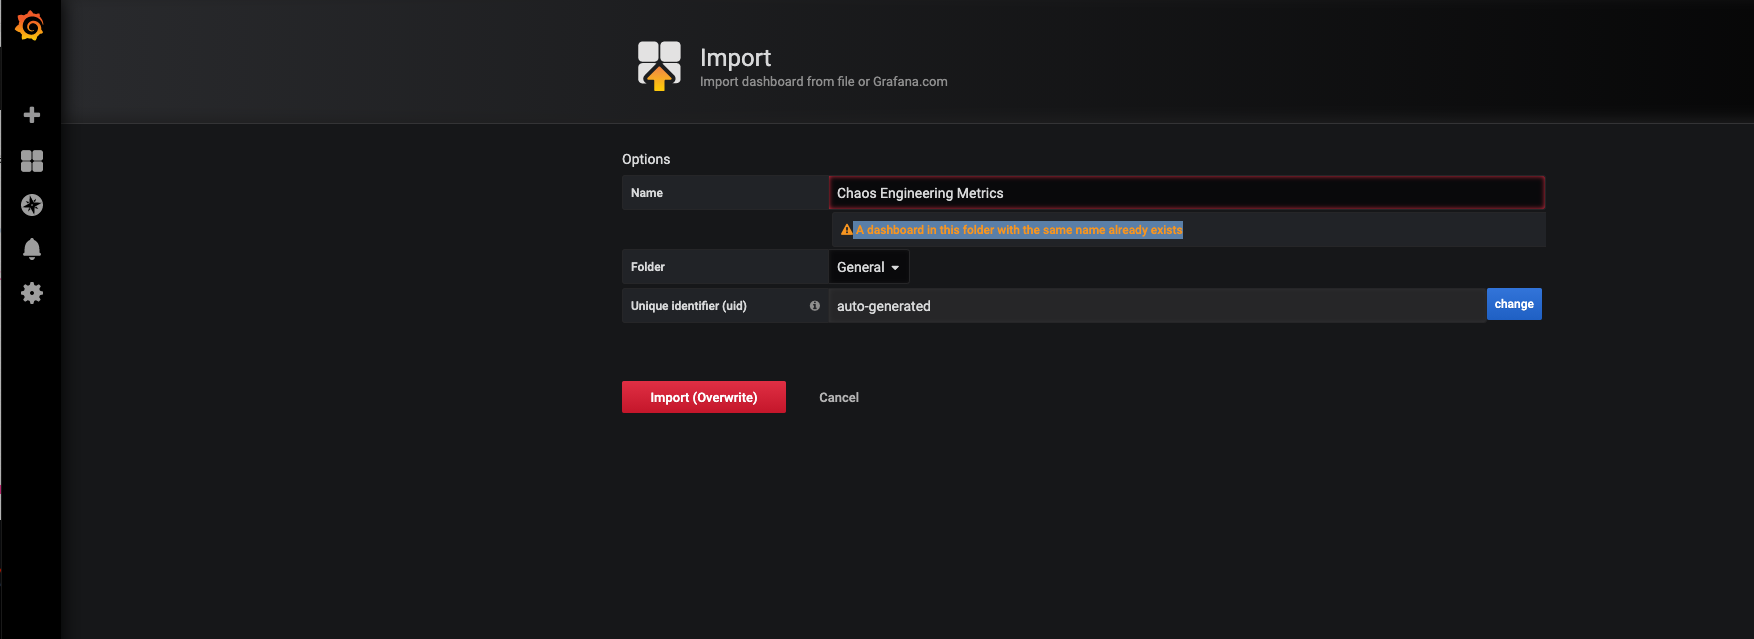 Import
Import dashboard from file or Grafana.com
Options
Name
Chaos Engineering Metrics
A dashboard in this folder with the same name already exists
Folder
General
Unique identifier (uid)
auto-generated
change
Import (Overwrite)
Cancel